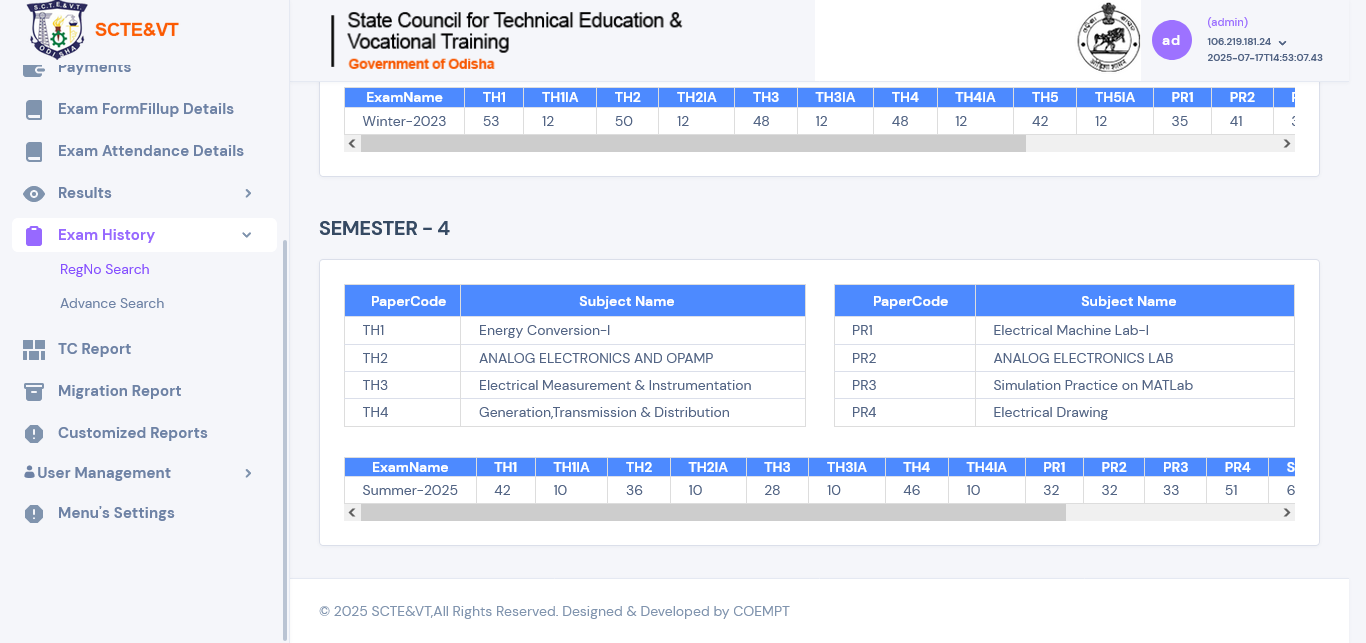 S.C.T.E.&V.T.
ODISHA
SCTE&VT
State Council for Technical Education &
Vocational Training
Government of Odisha
ad
(admin)
106.219.181.24
2025-07-17T14:53:07.43
Payments
Exam FormFillup Details
Exam Attendance Details
Results
Exam History
RegNo Search
Advance Search
TC Report
Migration Report
Customized Reports
User Management
Menu's Settings
ExamName TH1 TH1IA TH2 TH2IA TH3 TH3IA TH4 TH4IA TH5 TH5IA PR1 PR2
Winter-2023 53 12 50 12 48 12 48 12 42 12 35 41
SEMESTER - 4
PaperCode Subject Name
TH1 Energy Conversion-I
TH2 ANALOG ELECTRONICS AND OPAMP
TH3 Electrical Measurement & Instrumentation
TH4 Generation,Transmission & Distribution
PaperCode Subject Name
PR1 Electrical Machine Lab-I
PR2 ANALOG ELECTRONICS LAB
PR3 Simulation Practice on MATLab
PR4 Electrical Drawing
ExamName TH1 TH1IA TH2 TH2IA TH3 TH3IA TH4 TH4IA PR1 PR2 PR3 PR4
Summer-2025 42 10 36 10 28 10 46 10 32 32 33 51
© 2025 SCTE&VT,All Rights Reserved. Designed & Developed by COEMPT